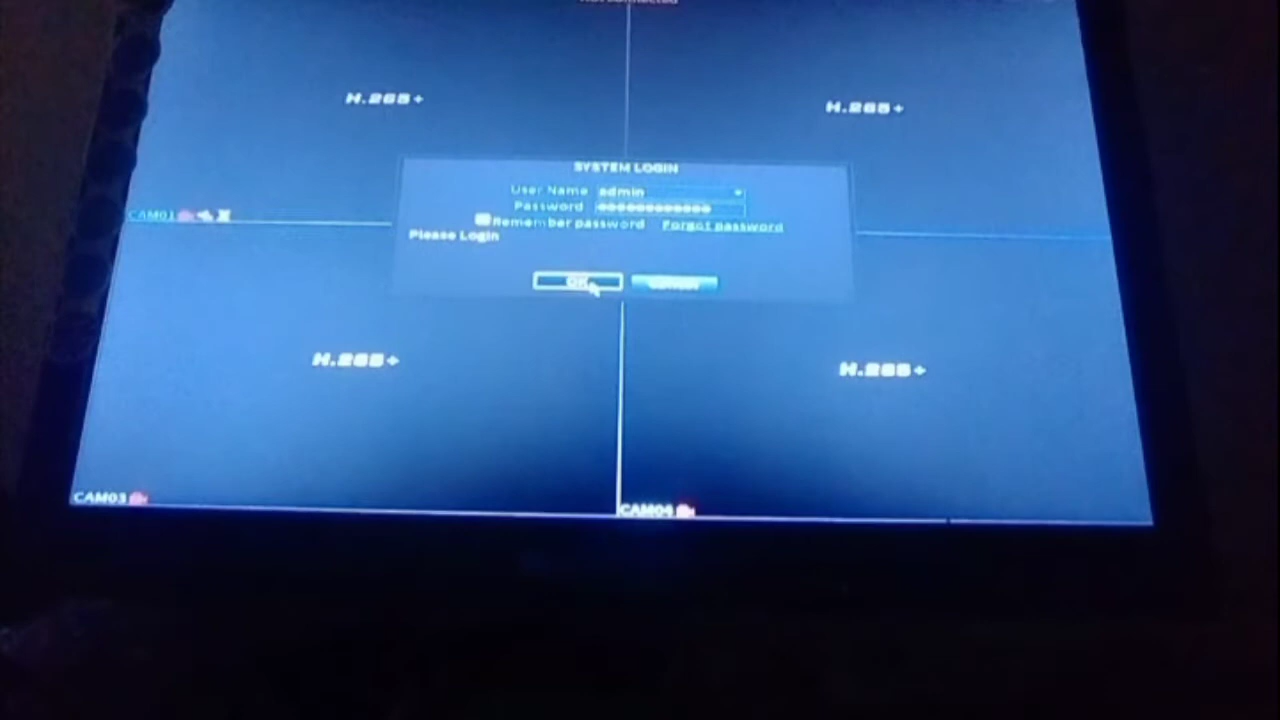 H.265+
H.265+
SYSTEM LOGIN
User Name admin
Password ************
Remember password Forgot password
CAM01
Please Login
OK Cancel
H.265+
H.265+
CAM03
CAM04